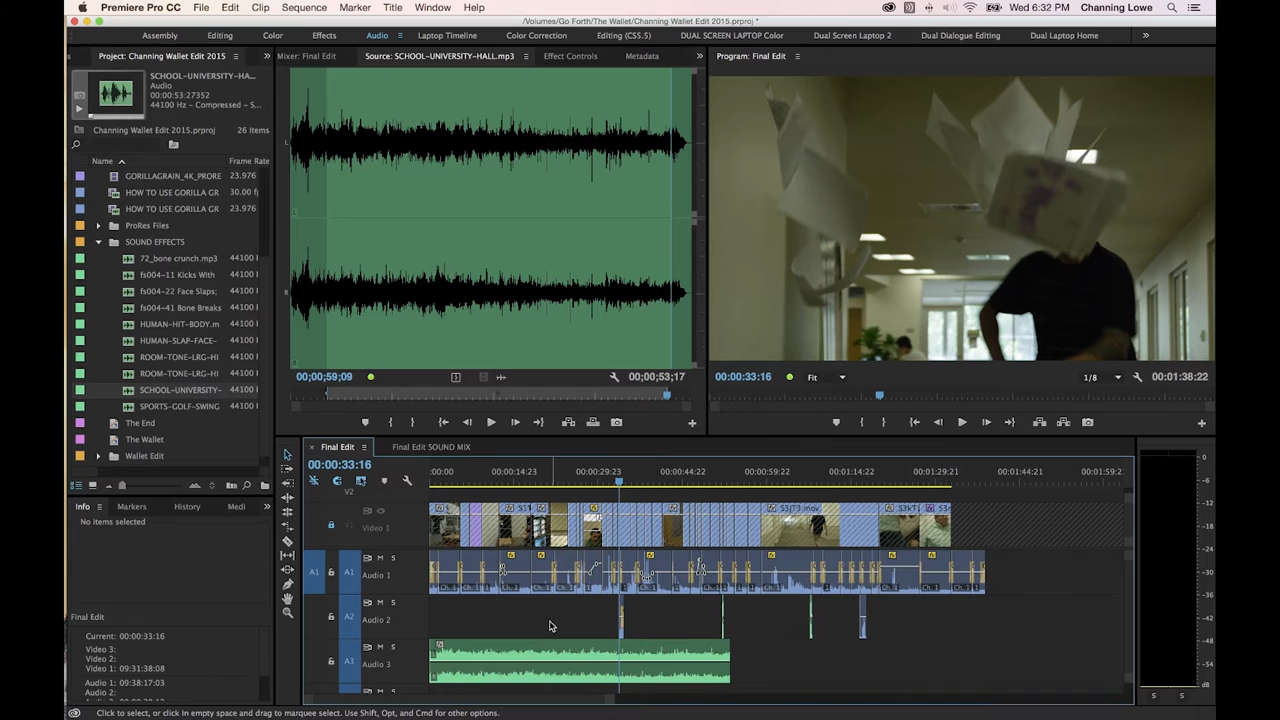 Premiere Pro CC File Edit Clip Sequence Marker Title Window Help Wed 6:32 PM Channing Lowe
/Volumes/Go Forth/The Wallet/Channing Wallet Edit 2015.prproj *
Assembly Editing Color Effects Audio Laptop Timeline Color Correction Editing (CS5.5) DUAL SCREEN LAPTOP Color Dual Screen Laptop 2 Dual Dialogue Editing Dual Laptop Home
Project: Channing Wallet Edit 2015
SCHOOL-UNIVERSITY-HA...
Audio
00:00:53:27352
44100 Hz - Compressed - S...
Channing Wallet Edit 2015.prproj 26 Items
Name Frame Rate
GORILLAGRAIN_4K_PRORE 23.976
HOW TO USE GORILLA GR 30.00 f
HOW TO USE GORILLA GR 23.976
ProRes Files
SOUND EFFECTS
72_bone crunch.mp3 44100
fs004-11 Kicks With 44100
fs004-22 Face Slaps; 44100
fs004-41 Bone Breaks 44100
HUMAN-HIT-BODY.m 44100
HUMAN-SLAP-FACE- 44100
ROOM-TONE-LRG-HI 44100
ROOM-TONE-LRG-HI 44100
SCHOOL-UNIVERSITY- 44100
SPORTS-GOLF-SWING 44100
The End
The Wallet
Wallet Edit
Mixer: Final Edit Source: SCHOOL-UNIVERSITY-HALL.mp3 Effect Controls Metadata
L
R
00;00;59;09 00;00;53;17
Program: Final Edit
00:00:33:16 Fit 1/8 00:01:38:22
Info Markers History Med
No items selected
Final Edit
Current: 00:00:33:16
Video 3:
Video 2:
Video 1: 09:31:38:08
Audio 1: 09:38:17:03
Final Edit Final Edit SOUND MIX
00:00:33:16
:00:00 00:00:14:23 00:00:29:23 00:00:44:22 00:00:59:22 00:01:14:22 00:01:29:21 00:01:44:21 00:01:59:2
V2
V1 Video 1
S3jT3.mov
A1 A1 M S
Audio 1
M S
A2 Audio 2
M S
A3 Audio 3
0
-6
-12
-18
-24
-30
-36
-42
-48
-54
dB
S S
Click to select, or click in empty space and drag to marquee select. Use Shift, Opt, and Cmd for other options.